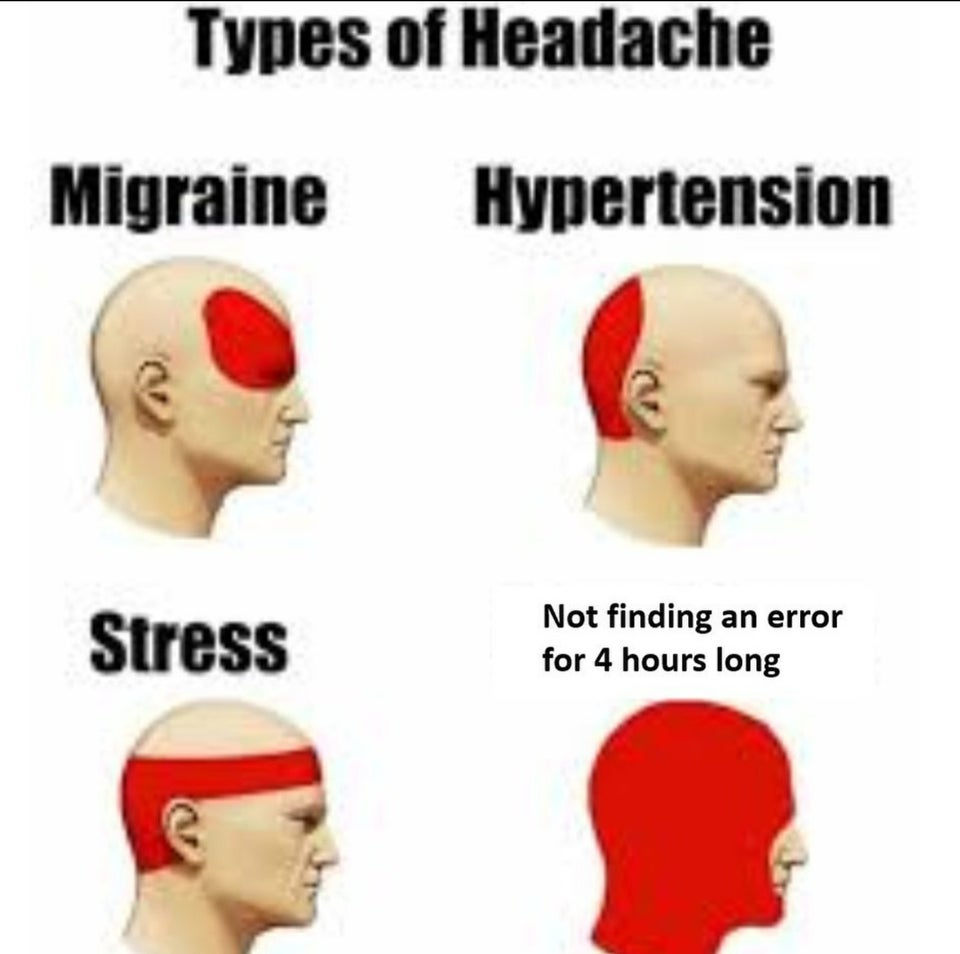 Types of Headache
Migraine
Hypertension
Stress
Not finding an error
for 4 hours long